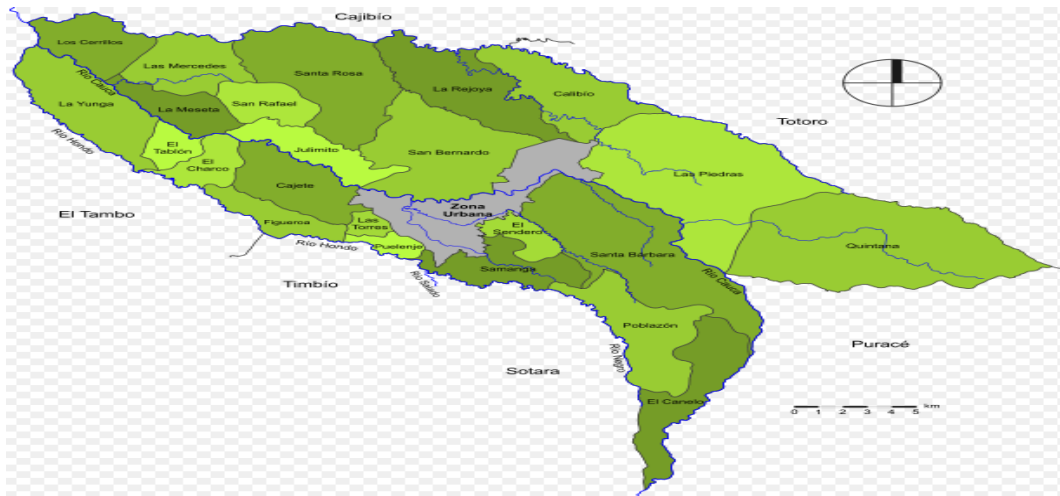 Cajibío
Los Cerrillos
Las Mercedes
Santa Rosa
La Rejoya
Calibío
Río Cauca
La Yunga
La Meseta
San Rafael
Totoro
Río Hondo
El
Tablón
El
Charco
Julimito
San Bernardo
Las Piedras
Cajete
El Tambo
Figueroa
Las
Torres
Zona
Urbana
El
Sendero
Quintana
Río Hondo
Puelenje
Santa Bárbara
Samanga
Río Cauca
Timbío
Río Salado
Poblazón
Puracé
Río Negro
Sotara
El Canelo
km
0 1 2 3 4 5